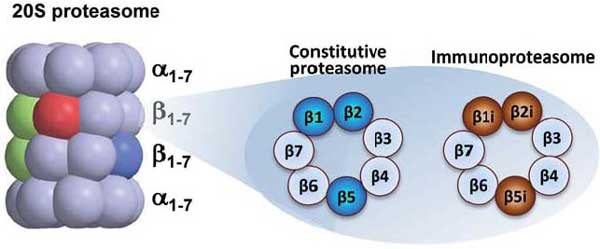 20S proteasome
α1-7
β1-7
β1-7
α1-7
Constitutive
proteasome
β1
β2
β3
β4
β5
β6
β7
Immunoproteasome
β1i
β2i
β3
β4
β5i
β6
β7